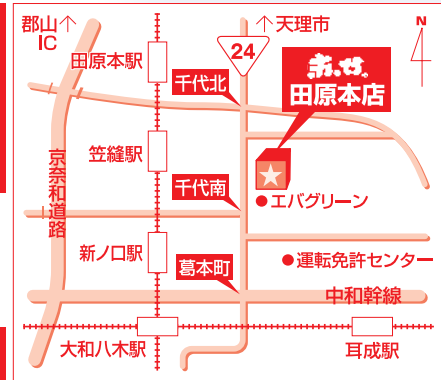 郡山
IC
天理市
N
24
田原本駅
千代北
赤のれん
田原本店
笠縫駅
京奈和道路
千代南
エバグリーン
新ノ口駅
葛本町
運転免許センター
中和幹線
大和八木駅
耳成駅